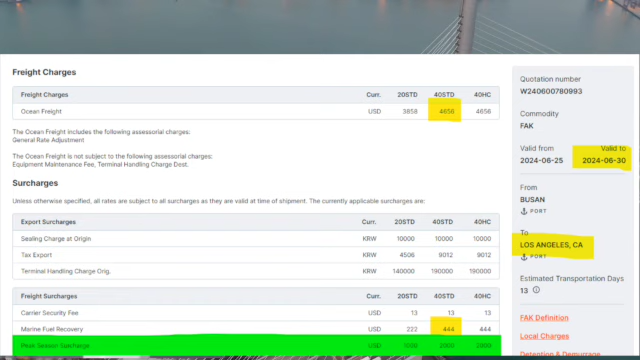 Freight Charges
Freight Charges Curr. 20STD 40STD 40HC
Ocean Freight USD 3858 4656 4656
The Ocean Freight includes the following assessorial charges:
General Rate Adjustment
The Ocean Freight is not subject to the following assessorial charges:
Equipment Maintenance Fee, Terminal Handling Charge Dest.
Surcharges
Unless otherwise specified, all rates are subject to all surcharges as they are valid at time of shipment. The currently applicable surcharges are:
Export Surcharges Curr. 20STD 40STD 40HC
Sealing Charge at Origin KRW 10000 10000 10000
Tax Export KRW 4506 9012 9012
Terminal Handling Charge Orig. KRW 140000 190000 190000
Freight Surcharges Curr. 20STD 40STD 40HC
Carrier Security Fee USD 13 13 13
Marine Fuel Recovery USD 222 444 444
Peak Season Surcharge USD
Quotation number
W240600780993
Commodity
FAK
Valid from Valid to
2024-06-25 2024-06-30
From
BUSAN
PORT
To
LOS ANGELES, CA
PORT
Estimated Transportation Days
13
FAK Definition
Local Charges
Detention & Demurrage